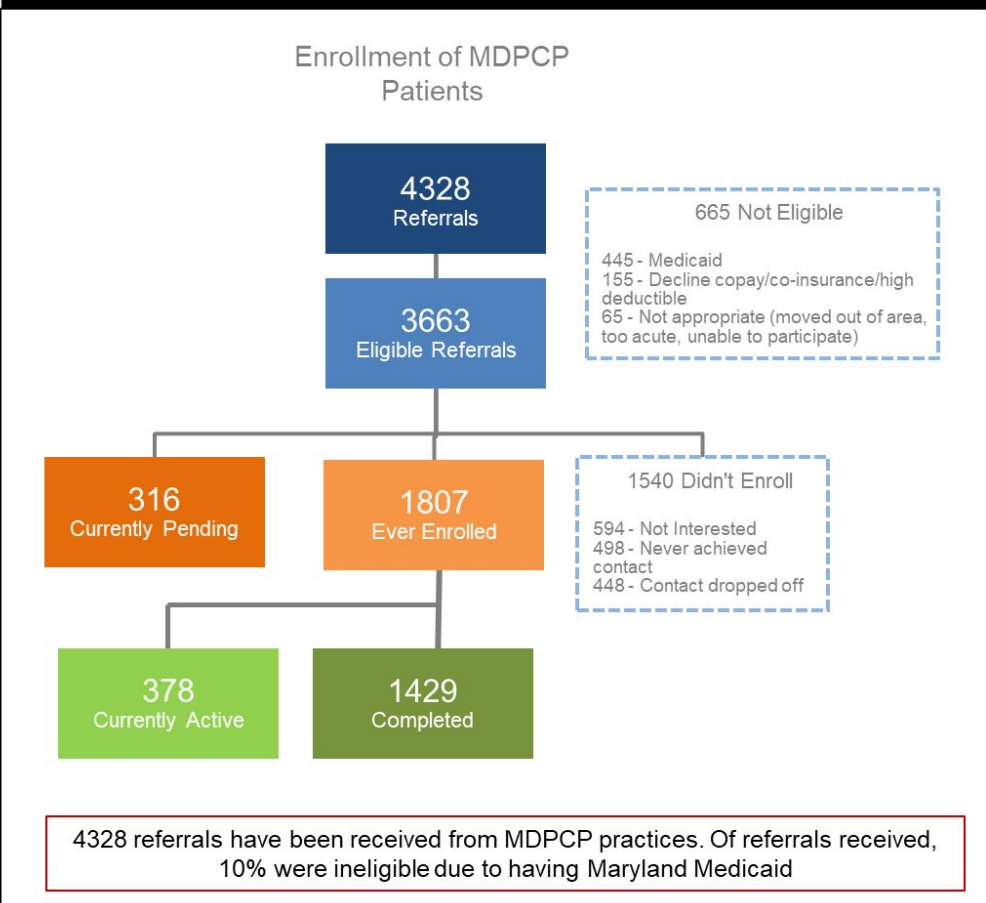 Enrollment of MDPCP
Patients
4328
Referrals
665 Not Eligible
445 - Medicaid
155 - Decline copay/co-insurance/high
deductible
65 - Not appropriate (moved out of area,
too acute, unable to participate)
3663
Eligible Referrals
316
Currently Pending
1807
Ever Enrolled
1540 Didn't Enroll
594 - Not Interested
498 - Never achieved
contact
448 - Contact dropped off
378
Currently Active
1429
Completed
4328 referrals have been received from MDPCP practices. Of referrals received,
10% were ineligible due to having Maryland Medicaid